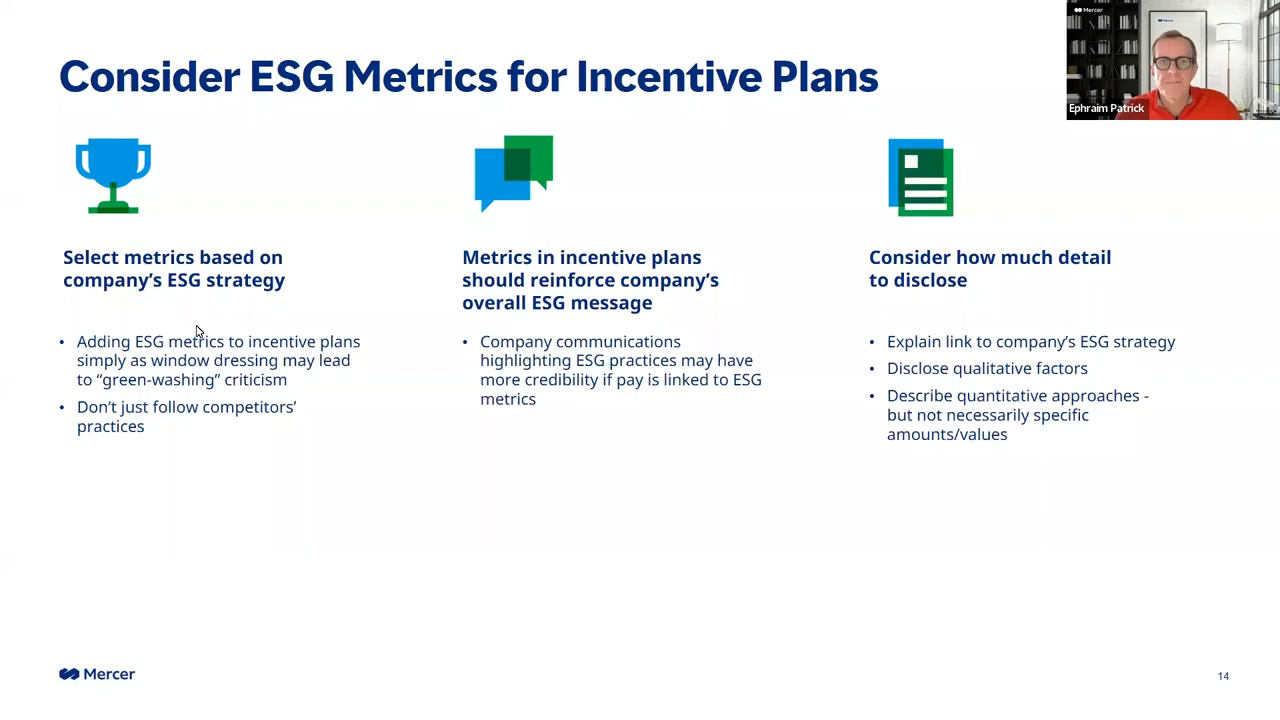 Consider ESG Metrics for Incentive Plans
Mercer
Mercer
Ephraim Patrick
Select metrics based on
company’s ESG strategy
• Adding ESG metrics to incentive plans
simply as window dressing may lead
to “green-washing” criticism
• Don’t just follow competitors’
practices
Metrics in incentive plans
should reinforce company’s
overall ESG message
• Company communications
highlighting ESG practices may have
more credibility if pay is linked to ESG
metrics
Consider how much detail
to disclose
• Explain link to company’s ESG strategy
• Disclose qualitative factors
• Describe quantitative approaches -
but not necessarily specific
amounts/values
Mercer
14